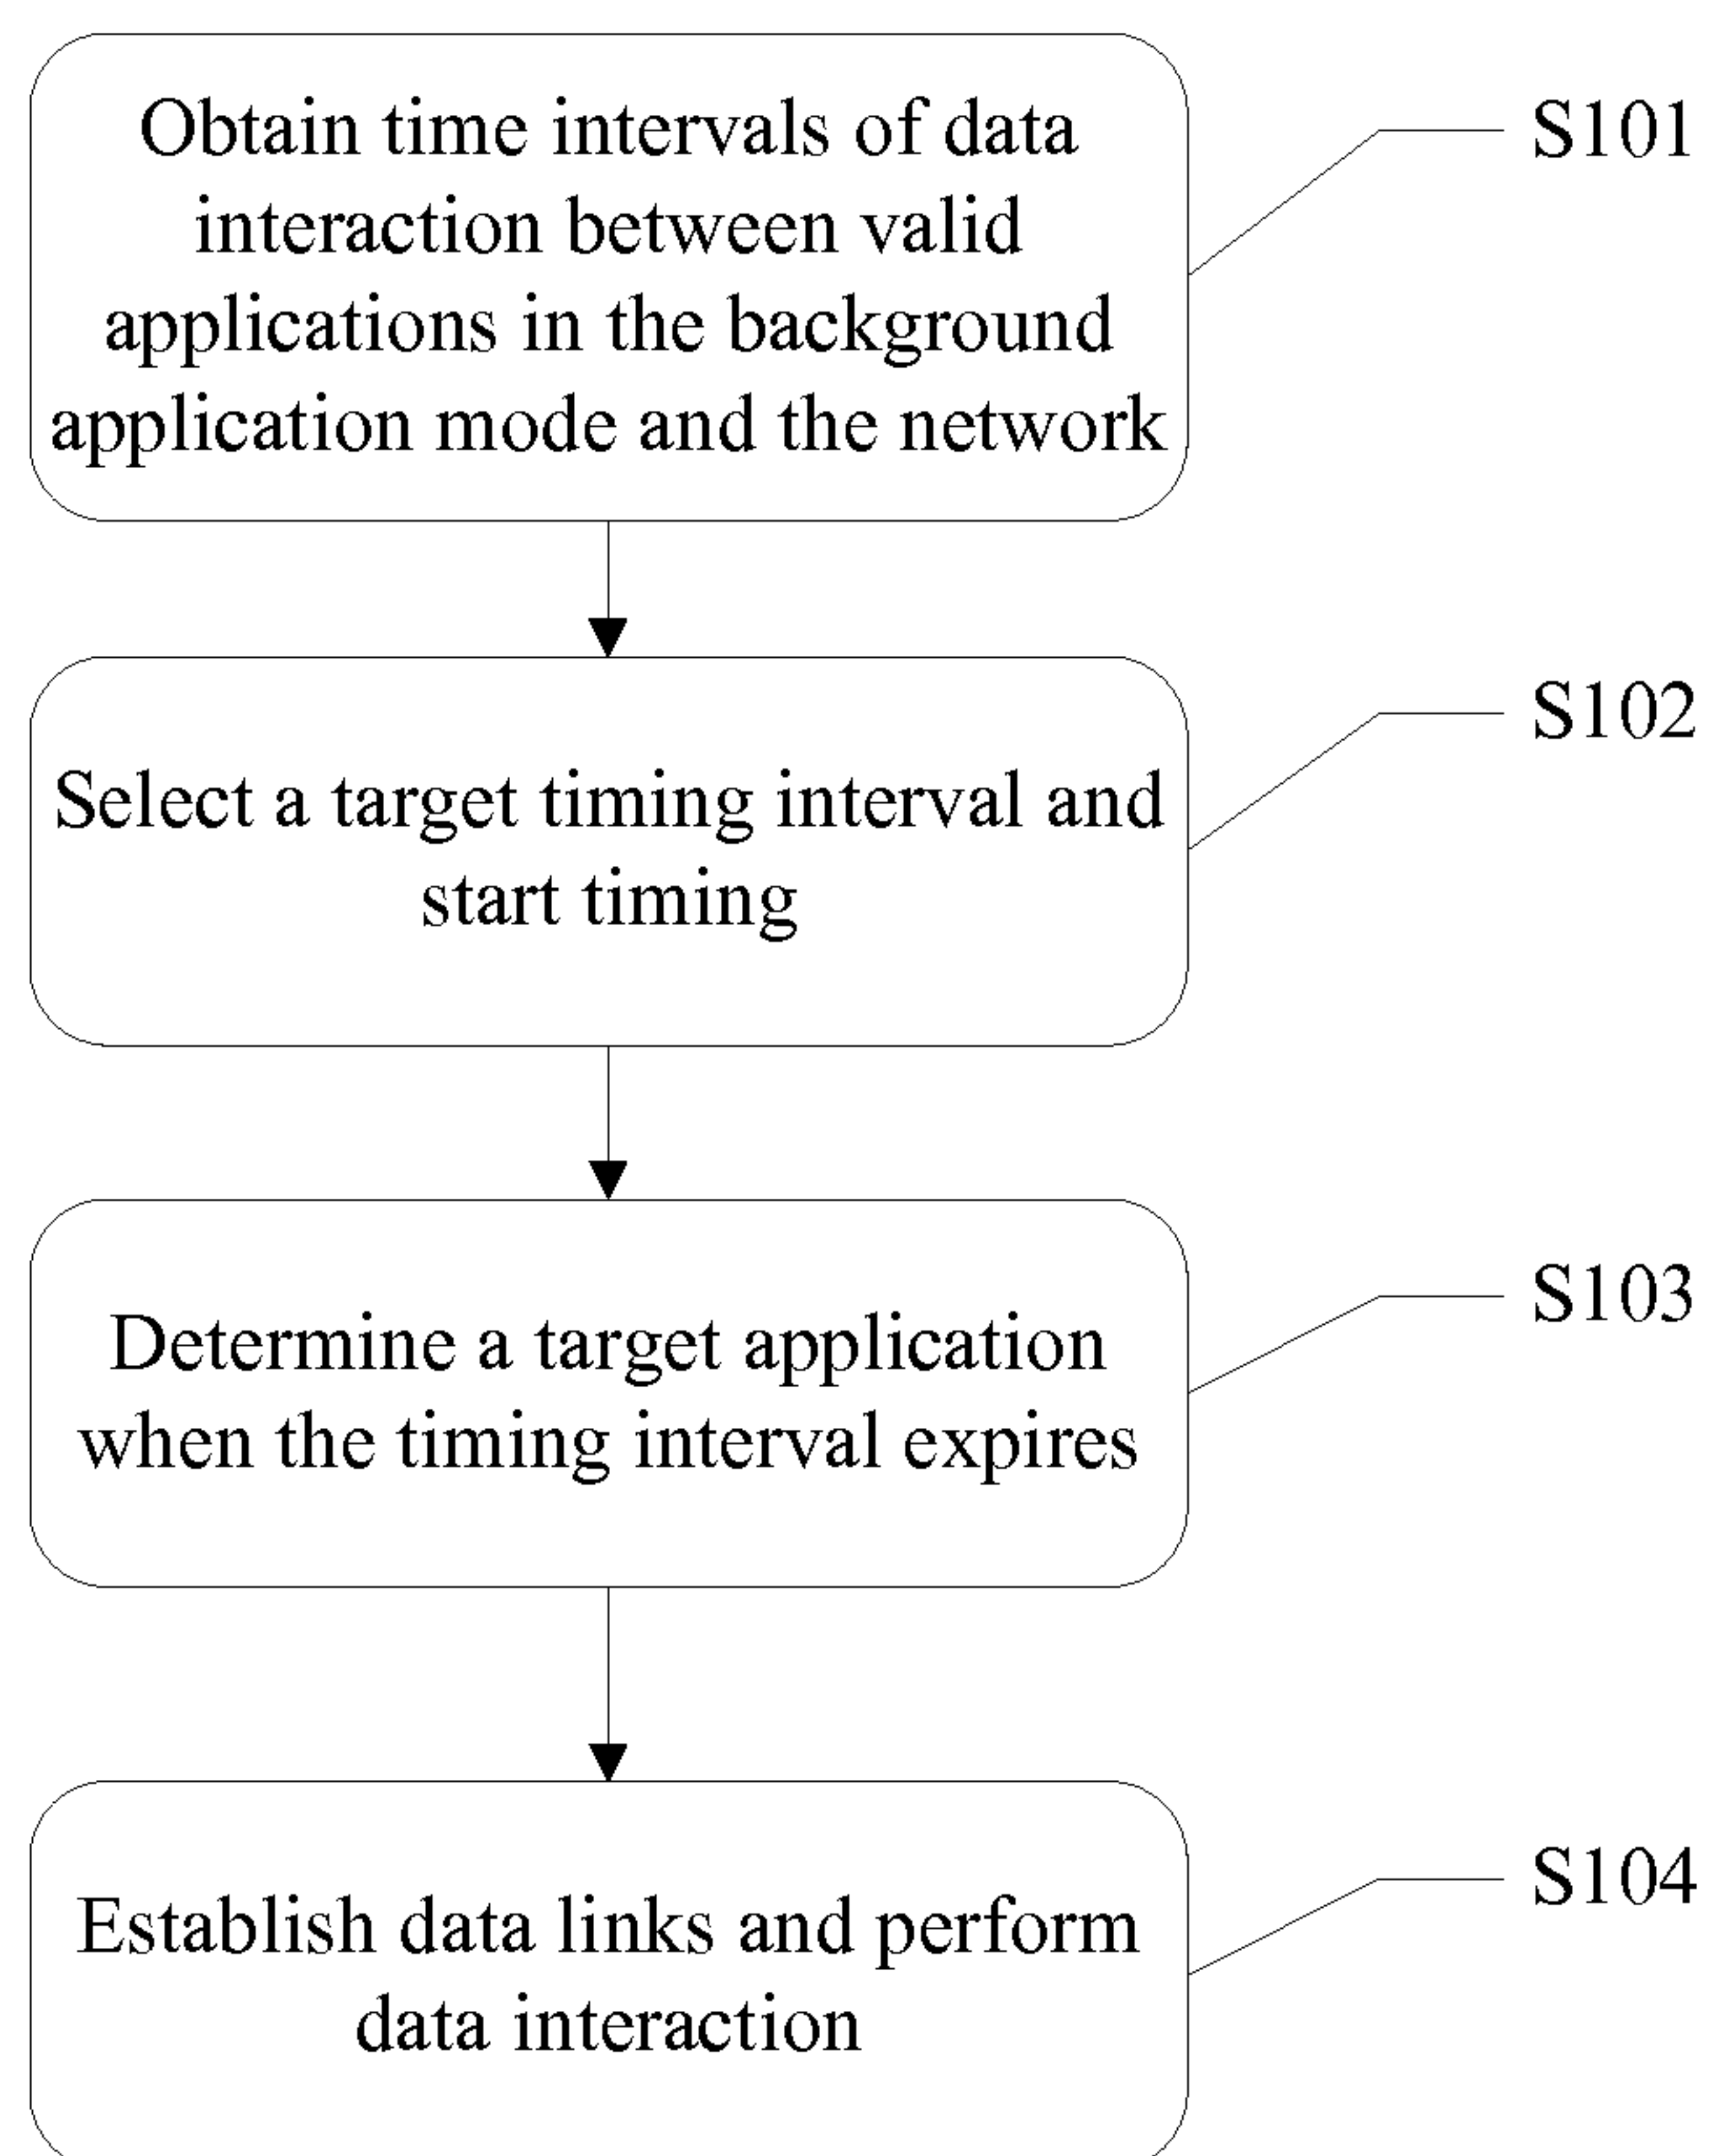 Obtain time intervals of data
interaction between valid
applications in the background
application mode and the network
S101
Select a target timing interval and
start timing
S102
Determine a target application
when the timing interval expires
S103
Establish data links and perform
data interaction
S104